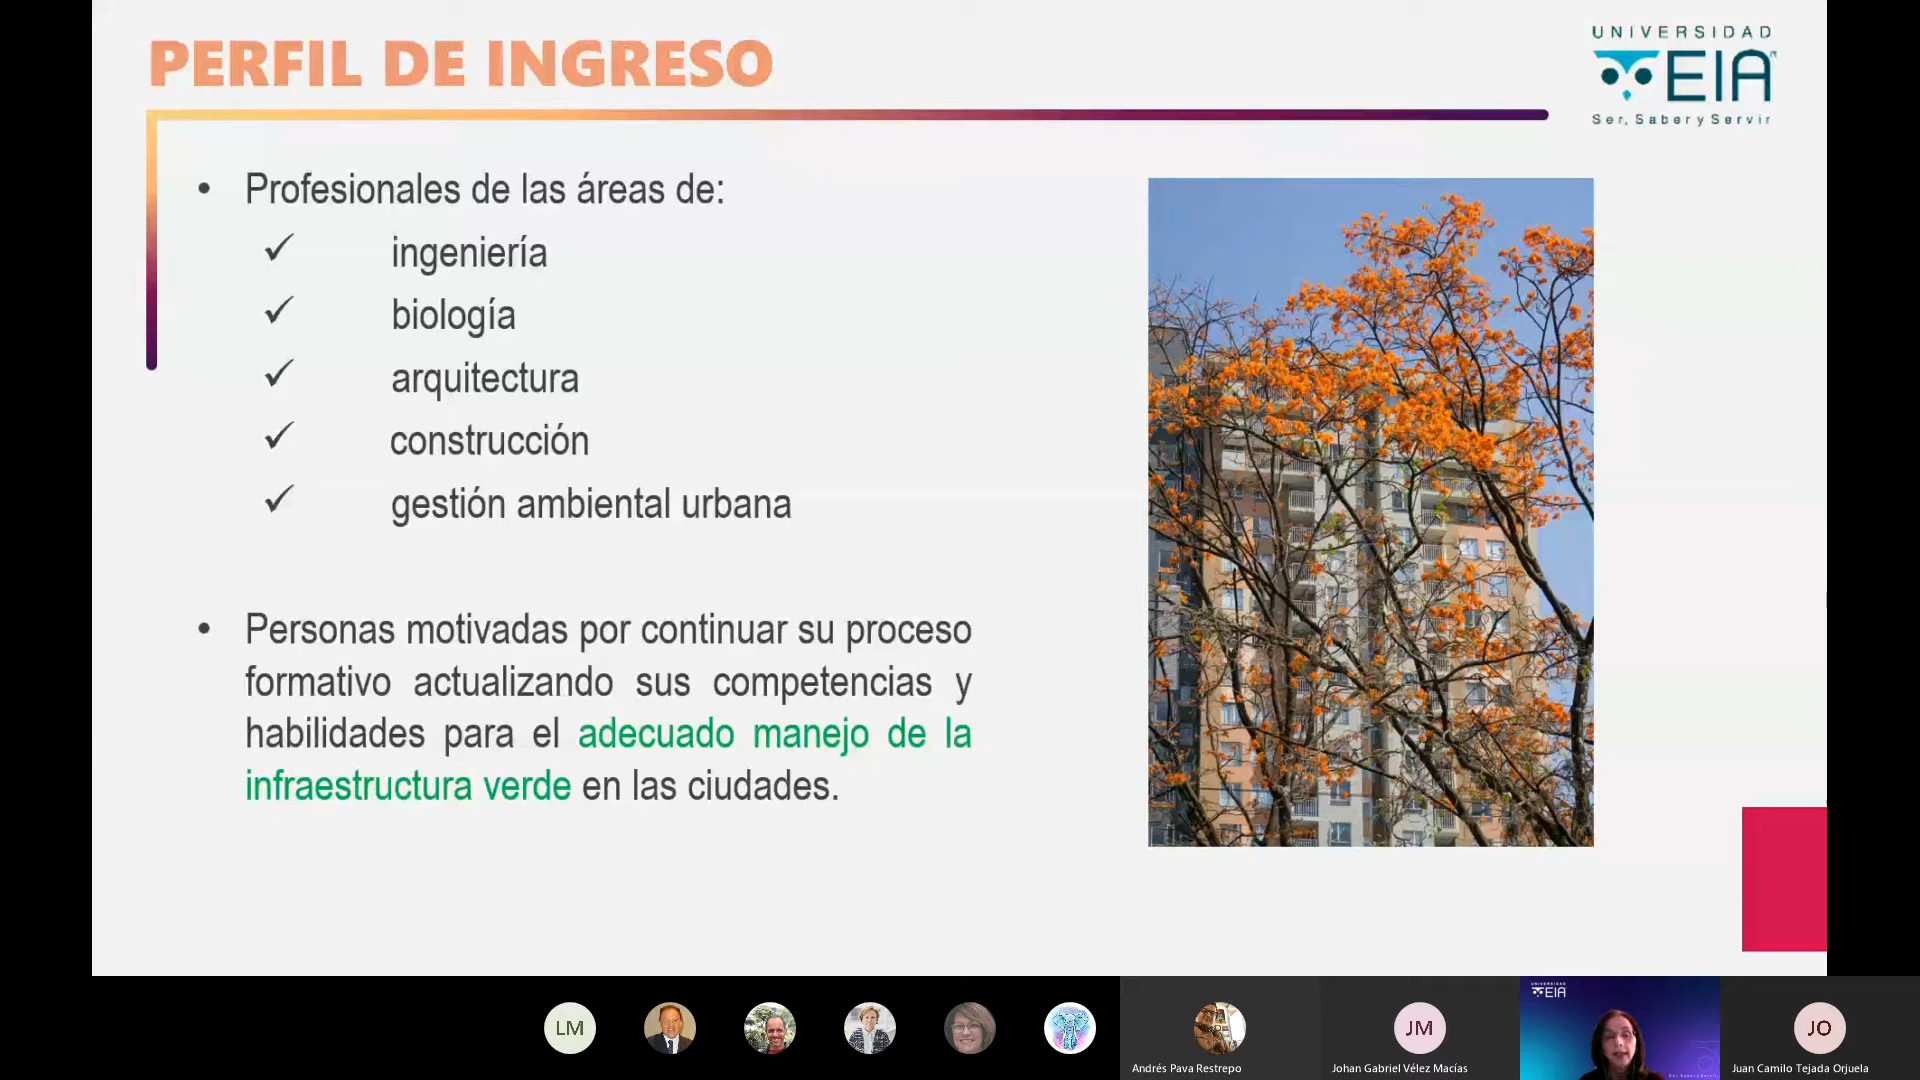 PERFIL DE INGRESO
UNIVERSIDAD
EIA
Ser, Saber y Servir
• Profesionales de las áreas de:
✓ ingeniería
✓ biología
✓ arquitectura
✓ construcción
✓ gestión ambiental urbana
• Personas motivadas por continuar su proceso
formativo actualizando sus competencias y
habilidades para el adecuado manejo de la
infraestructura verde en las ciudades.
LM
JM
UNIVERSIDAD
EIA
JO
Andrés Pava Restrepo
Johan Gabriel Vélez Macías
Juan Camilo Tejada Orjuela